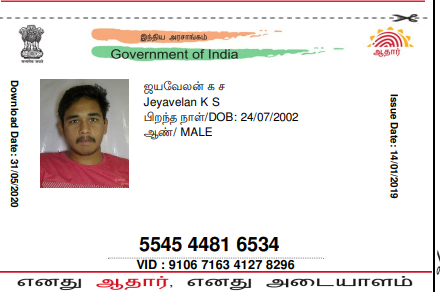 இந்திய அரசாங்கம்
Government of India
ஆதார்
ஜயவேலன் க ச
Jeyavelan K S
பிறந்த நாள்/DOB: 24/07/2002
ஆண்/ MALE
Download Date: 31/05/2020
Issue Date: 14/01/2019
5545 4481 6534
VID : 9106 7163 4127 8296
எனது ஆதார், எனது அடையாளம்